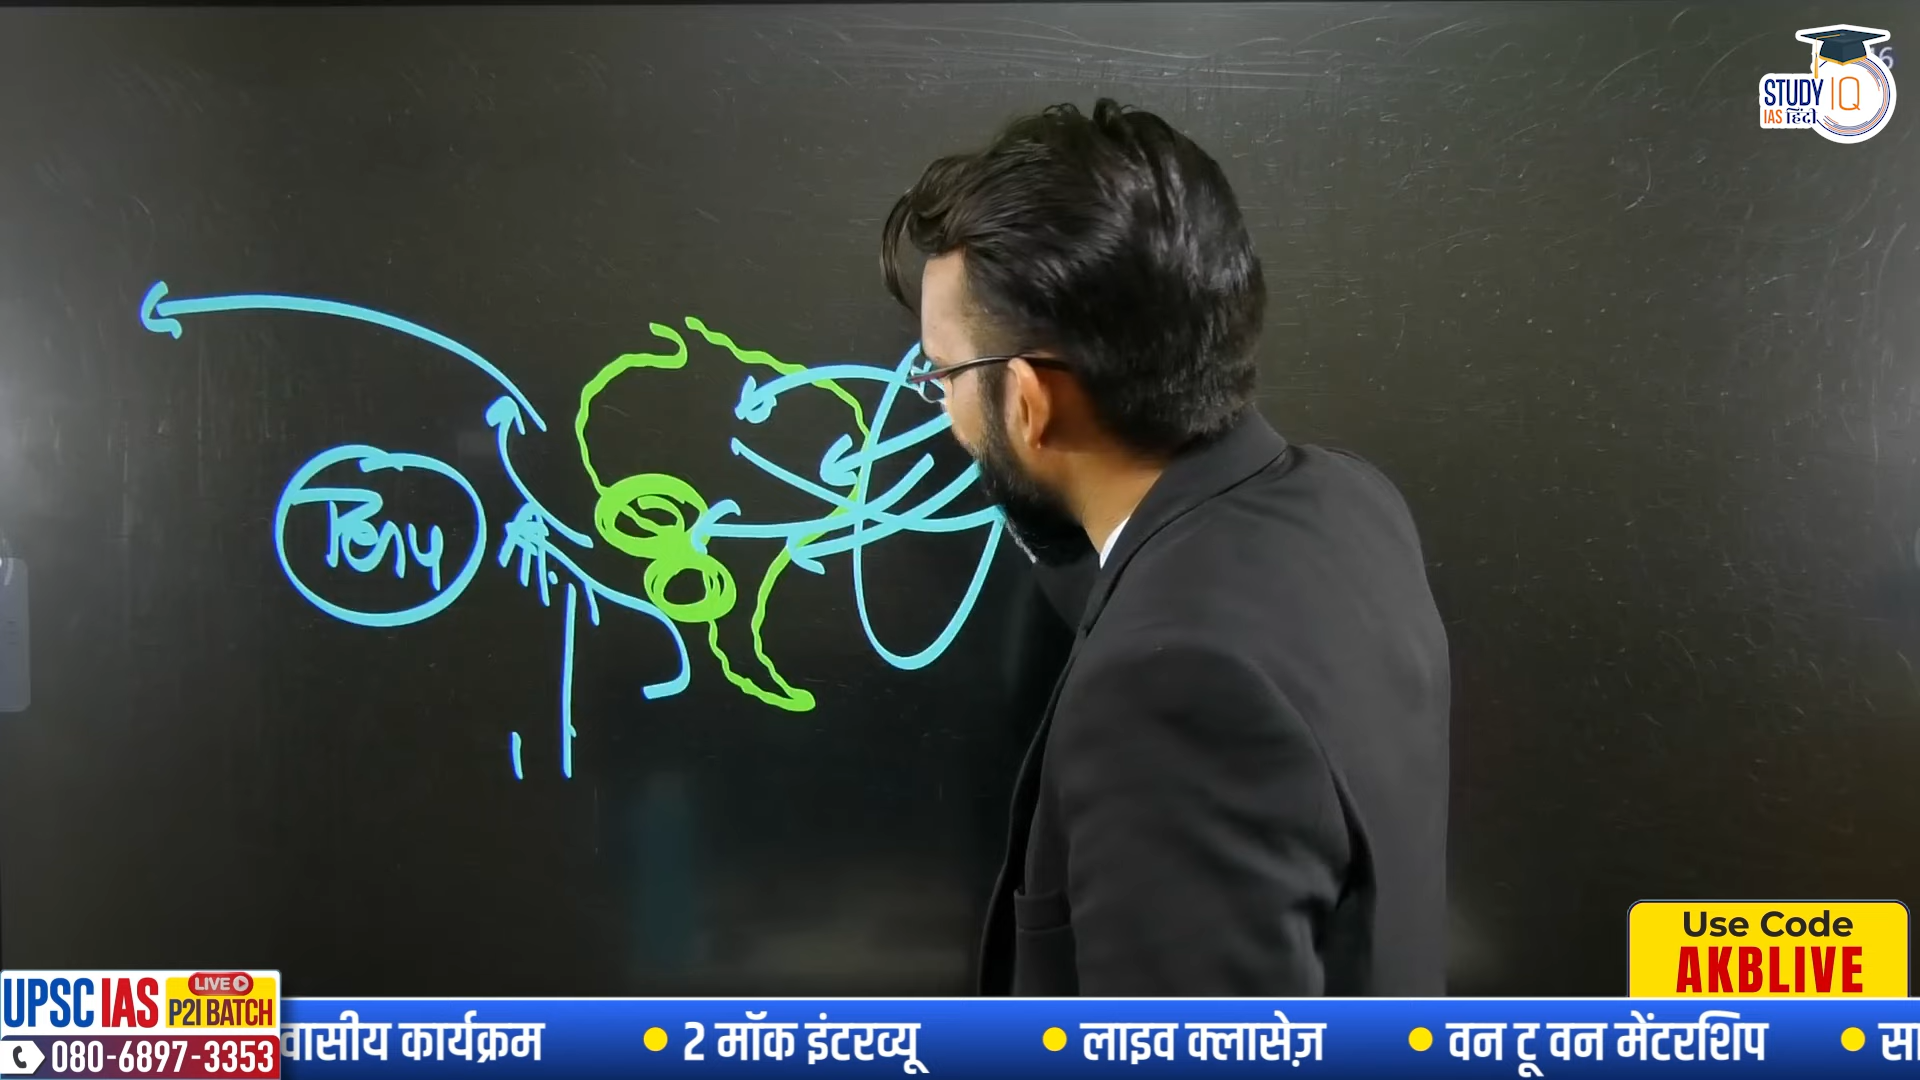 STUDY IQ
IAS हिंदी
Use Code
AKBLIVE
UPSC IAS
LIVE
P2I BATCH
080-6897-3353
वासीय कार्यक्रम
2 मॉक इंटरव्यू
लाइव क्लासेज़
वन टू वन मेंटरशिप